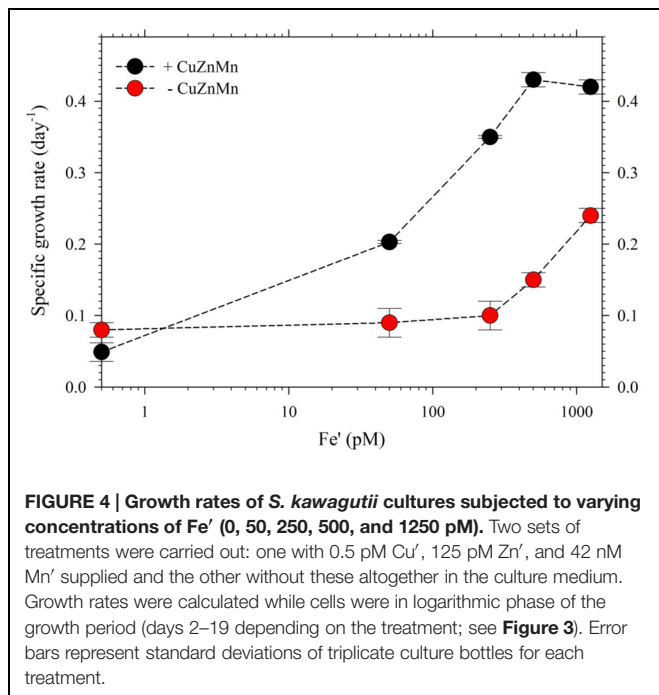 1
10
100
1000
+ CuZnMn
- CuZnMn
0.4
0.3
0.2
0.1
0.0
0.4
0.3
0.2
0.1
0.0
Specific growth rate (day-1)
1
10
100
1000
Fe' (pM)
FIGURE 4 | Growth rates of S. kawagutii cultures subjected to varying
concentrations of Fe′ (0, 50, 250, 500, and 1250 pM). Two sets of
treatments were carried out: one with 0.5 pM Cu′, 125 pM Zn′, and 42 nM
Mn′ supplied and the other without these altogether in the culture medium.
Growth rates were calculated while cells were in logarithmic phase of the
growth period (days 2–19 depending on the treatment; see Figure 3). Error
bars represent standard deviations of triplicate culture bottles for each
treatment.